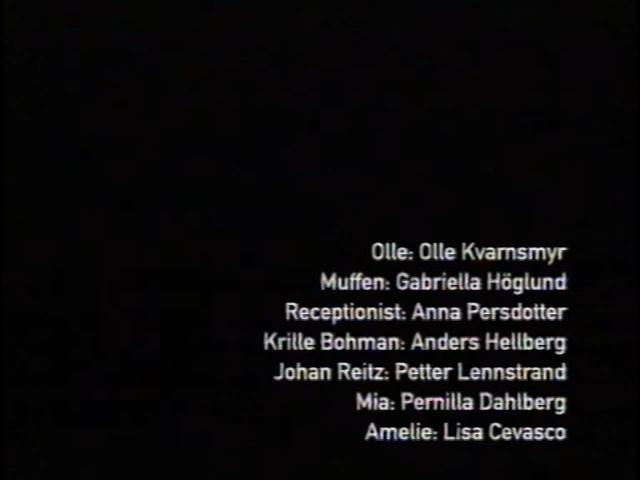 Olle: Olle Kvarnsmyr
Muffen: Gabriella Höglund
Receptionist: Anna Persdotter
Krille Bohman: Anders Hellberg
Johan Reitz: Petter Lennstrand
Mia: Pernilla Dahlberg
Amelie: Lisa Cevasco